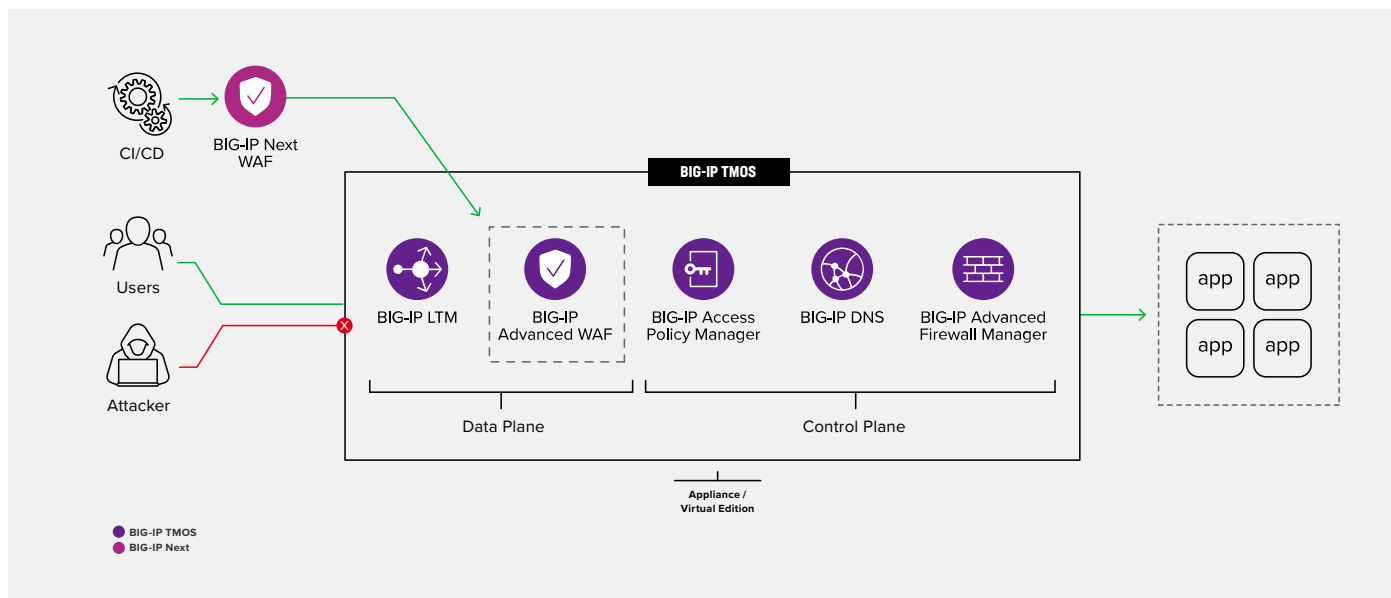 CI/CD
BIG-IP Next
WAF
BIG-IP TMOS
Users
Attacker
X
BIG-IP LTM
BIG-IP
Advanced WAF
BIG-IP Access
Policy Manager
BIG-IP DNS
BIG-IP Advanced
Firewall Manager
app
app
app
app
Data Plane
Control Plane
Appliance /
Virtual Edition
BIG-IP TMOS
BIG-IP Next